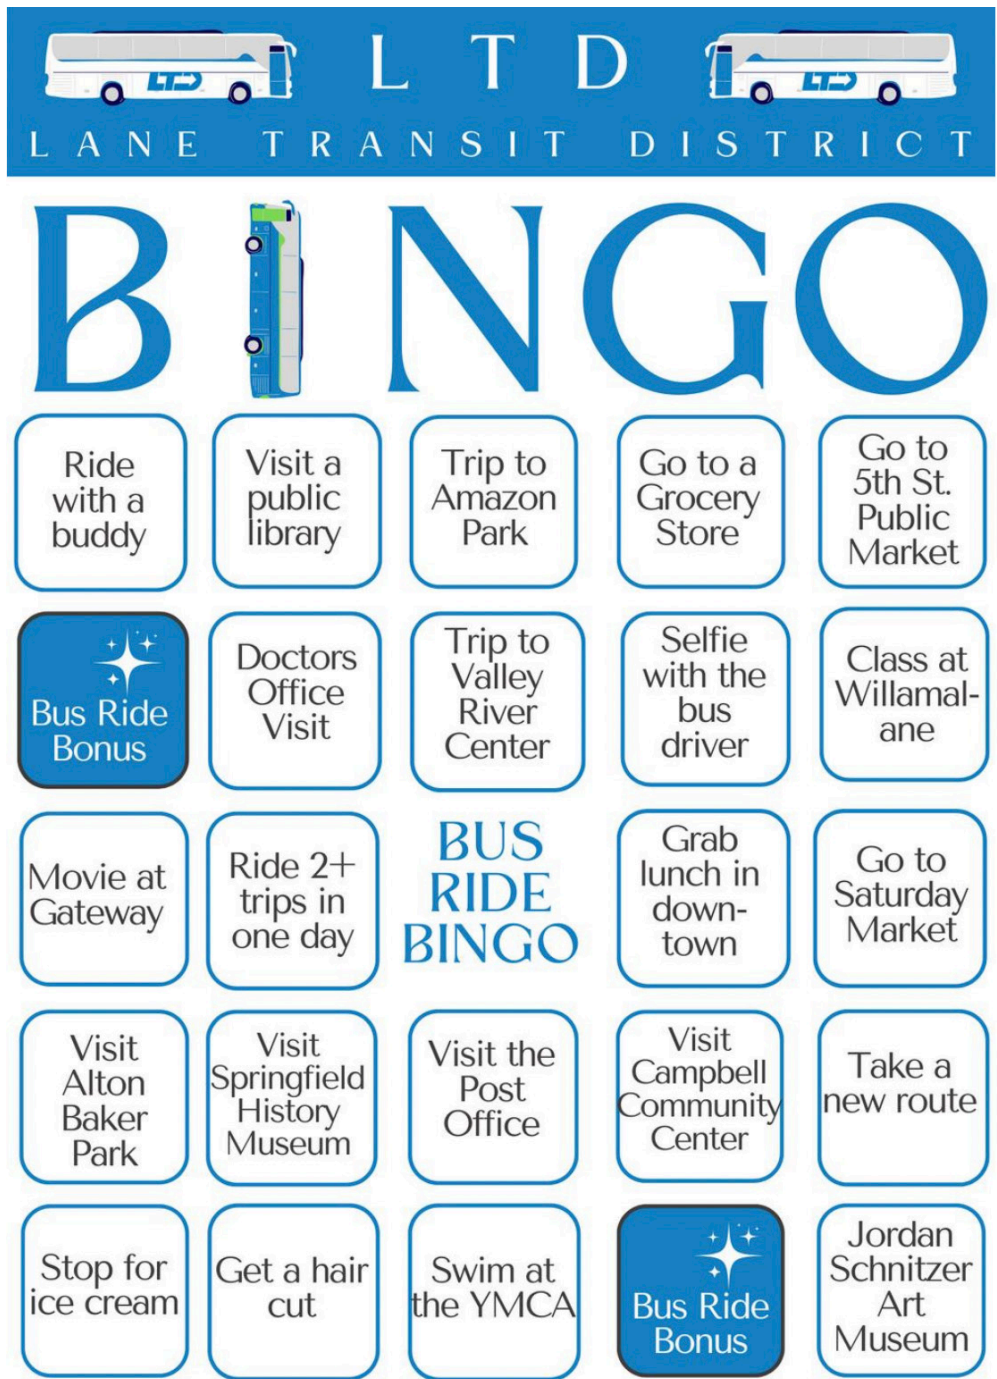 L T D
LTD
LTD
LANE TRANSIT DISTRICT
BINGO
Ride
with a
buddy
Visit a
public
library
Trip to
Amazon
Park
Go to a
Grocery
Store
Go to
5th St.
Public
Market
Bus Ride
Bonus
Doctors
Office
Visit
Trip to
Valley
River
Center
Selfie
with the
bus
driver
Class at
Willamal-
ane
Movie at
Gateway
Ride 2+
trips in
one day
BUS
RIDE
BINGO
Grab
lunch in
down-
town
Go to
Saturday
Market
Visit
Alton
Baker
Park
Visit
Springfield
History
Museum
Visit the
Post
Office
Visit
Campbell
Community
Center
Take a
new route
Stop for
ice cream
Get a hair
cut
Swim at
the YMCA
Bus Ride
Bonus
Jordan
Schnitzer
Art
Museum